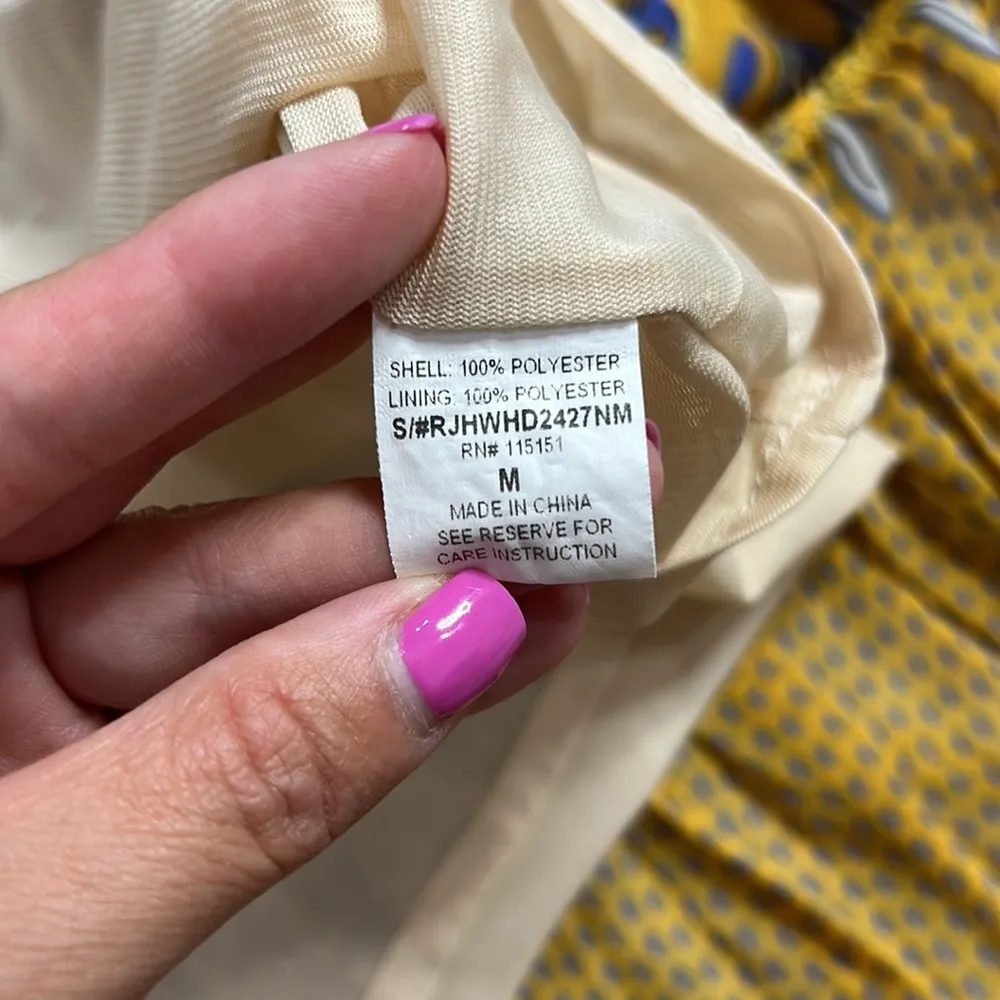 SHELL: 100% POLYESTER
LINING: 100% POLYESTER
S/#RJHWHD2427NM
RN# 115151
M
MADE IN CHINA
SEE RESERVE FOR
CARE INSTRUCTION